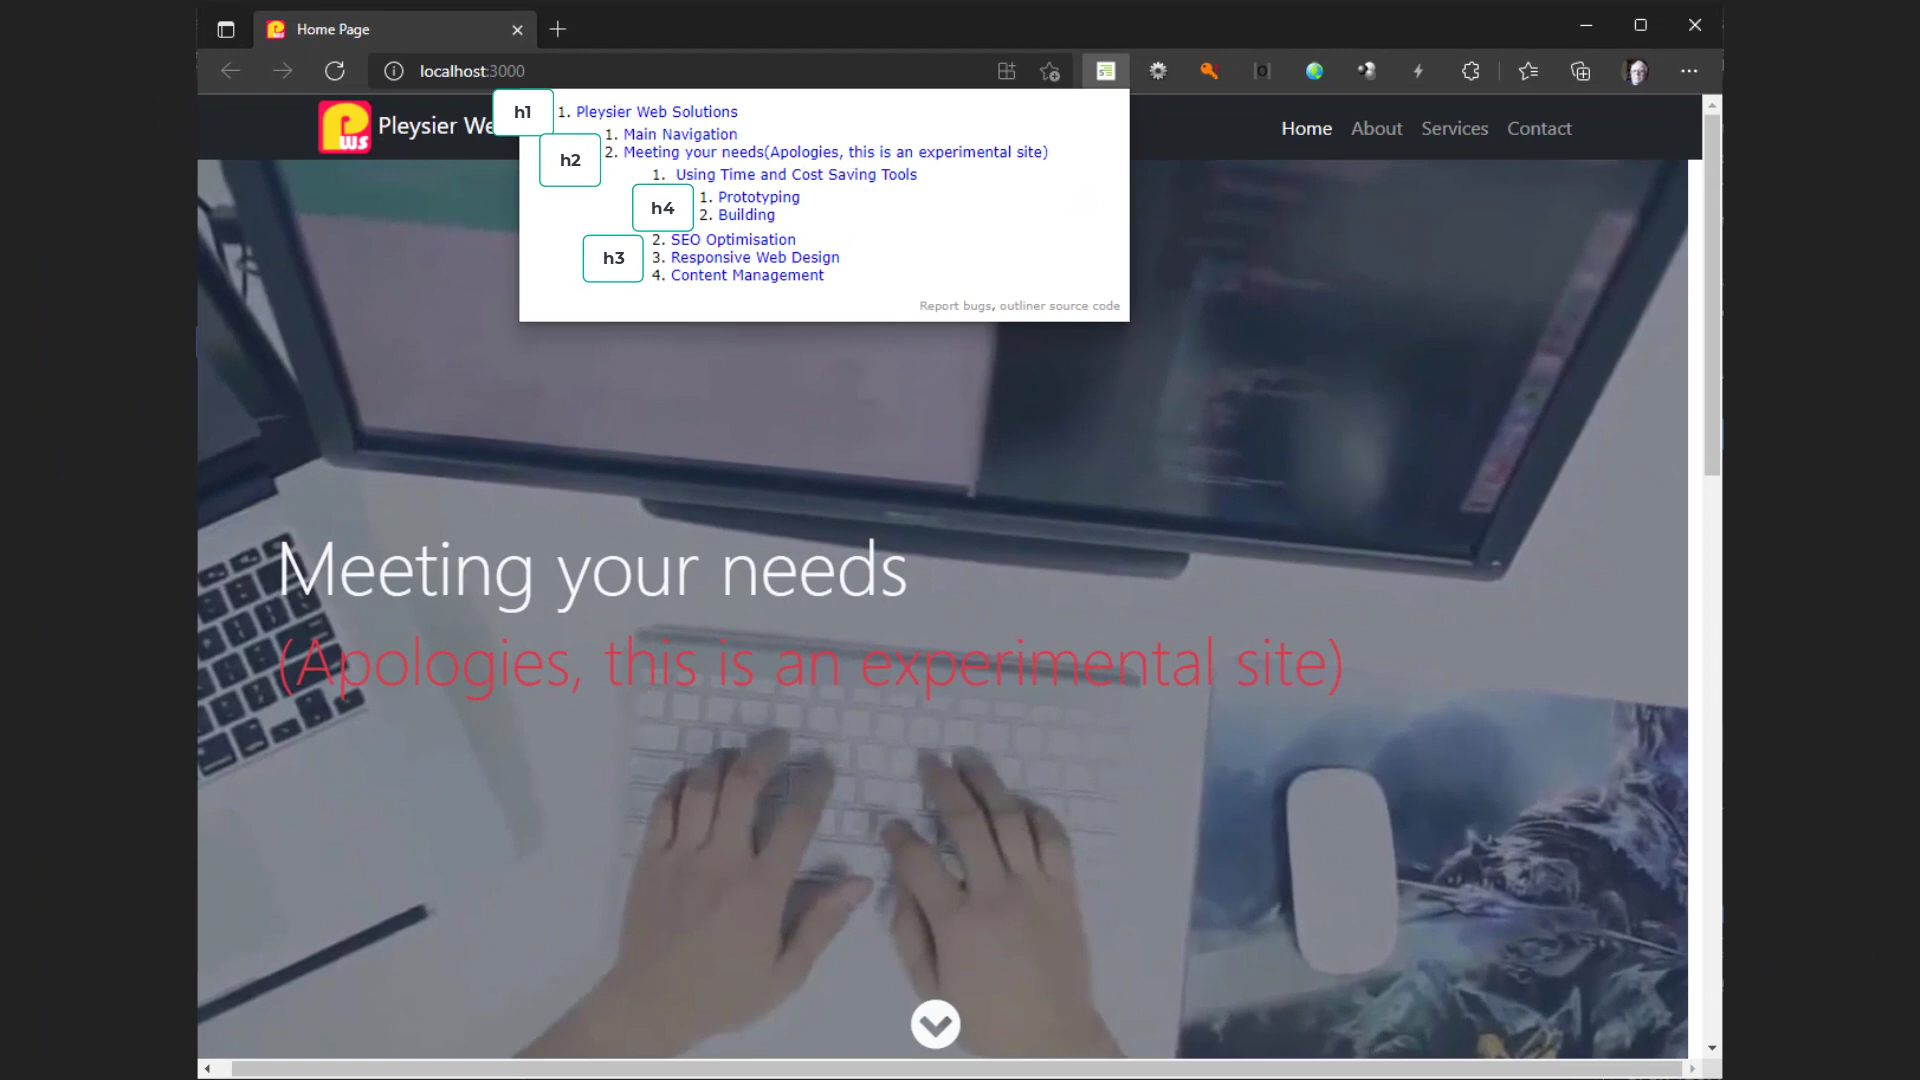 Home Page
localhost:3000
PWS
Pleysier We
Home About Services Contact
h1
1. Pleysier Web Solutions
1. Main Navigation
h2
2. Meeting your needs(Apologies, this is an experimental site)
1. Using Time and Cost Saving Tools
h4
1. Prototyping
2. Building
2. SEO Optimisation
h3
3. Responsive Web Design
4. Content Management
Report bugs, outliner source code
Meeting your needs
(Apologies, this is an experimental site)